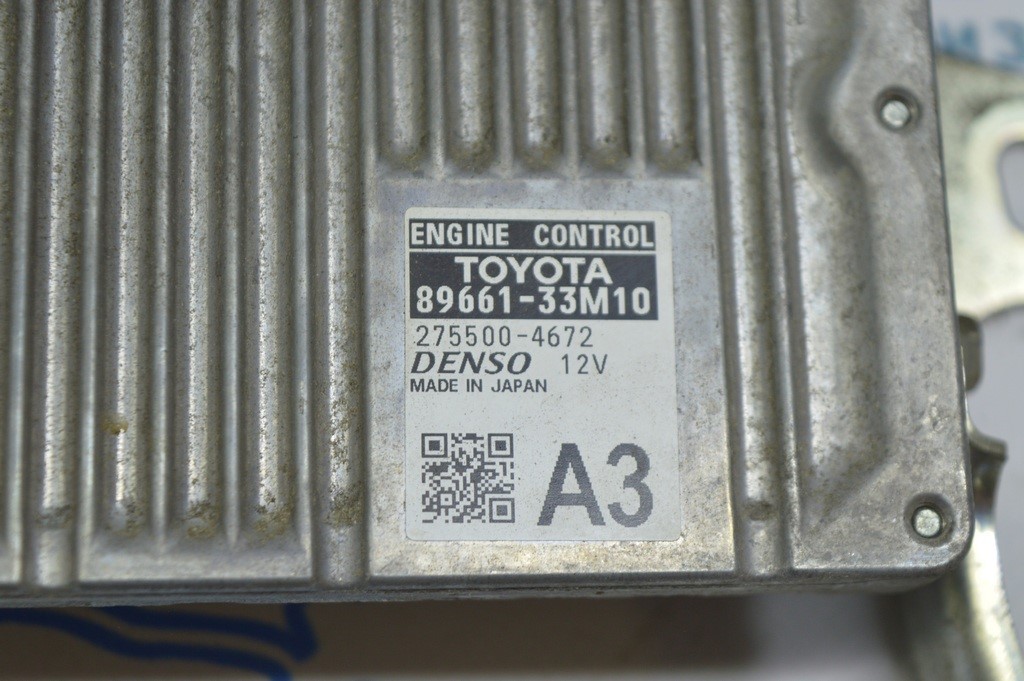 ENGINE CONTROL
TOYOTA
89661-33M10
275500-4672
DENSO 12V
MADE IN JAPAN
A3